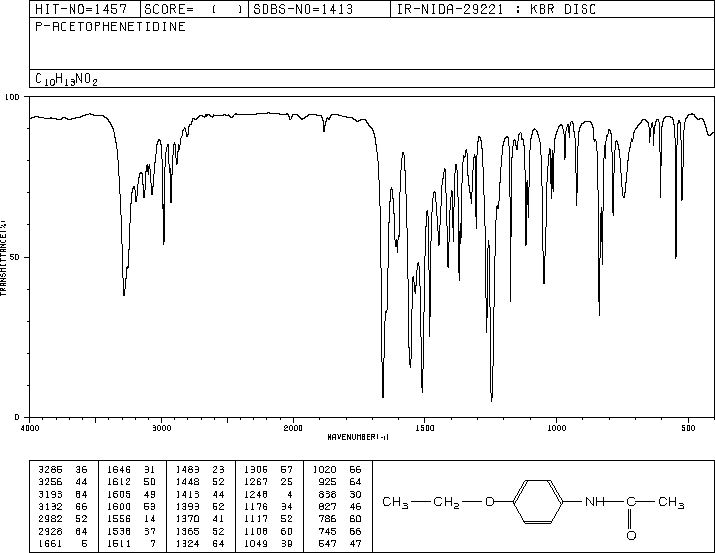 HIT-NO=1457 SCORE= ( ) SDBS-NO=1413 IR-NIDA-29221 : KBR DISC
P-ACETOPHENETIDINE
C10H13NO2
100
50
0
TRANSMITTANCE(%)
4000 3000 2000 1500 1000 500
WAVENUMBER(-1)
3285 36 1646 31 1483 23 1306 57 1020 66
3256 44 1612 50 1448 52 1267 25 925 64
3193 64 1605 49 1413 44 1248 4 838 30
3132 66 1600 59 1393 52 1176 34 827 46
2982 52 1556 14 1370 41 1117 52 786 60
2928 64 1538 37 1365 52 1108 60 745 66
1661 5 1511 7 1324 64 1049 39 547 47
CH3 CH2 O NH C CH3
O